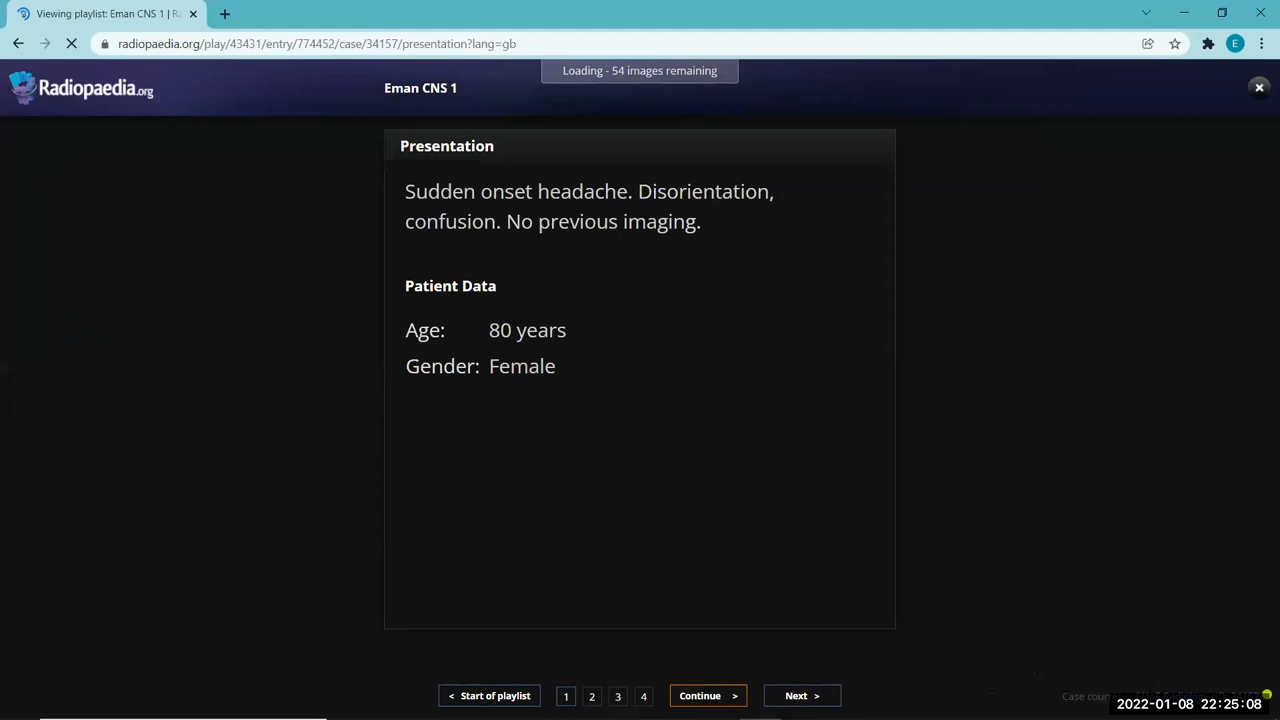 Viewing playlist: Eman CNS 1 | R
radiopaedia.org/play/43431/entry/774452/case/34157/presentation?lang=gb
E
Loading - 54 images remaining
Radiopaedia.org
Eman CNS 1
Presentation
Sudden onset headache. Disorientation,
confusion. No previous imaging.
Patient Data
Age: 80 years
Gender: Female
< Start of playlist 1 2 3 4 Continue > Next >
Case cour
2022-01-08 22:25:08